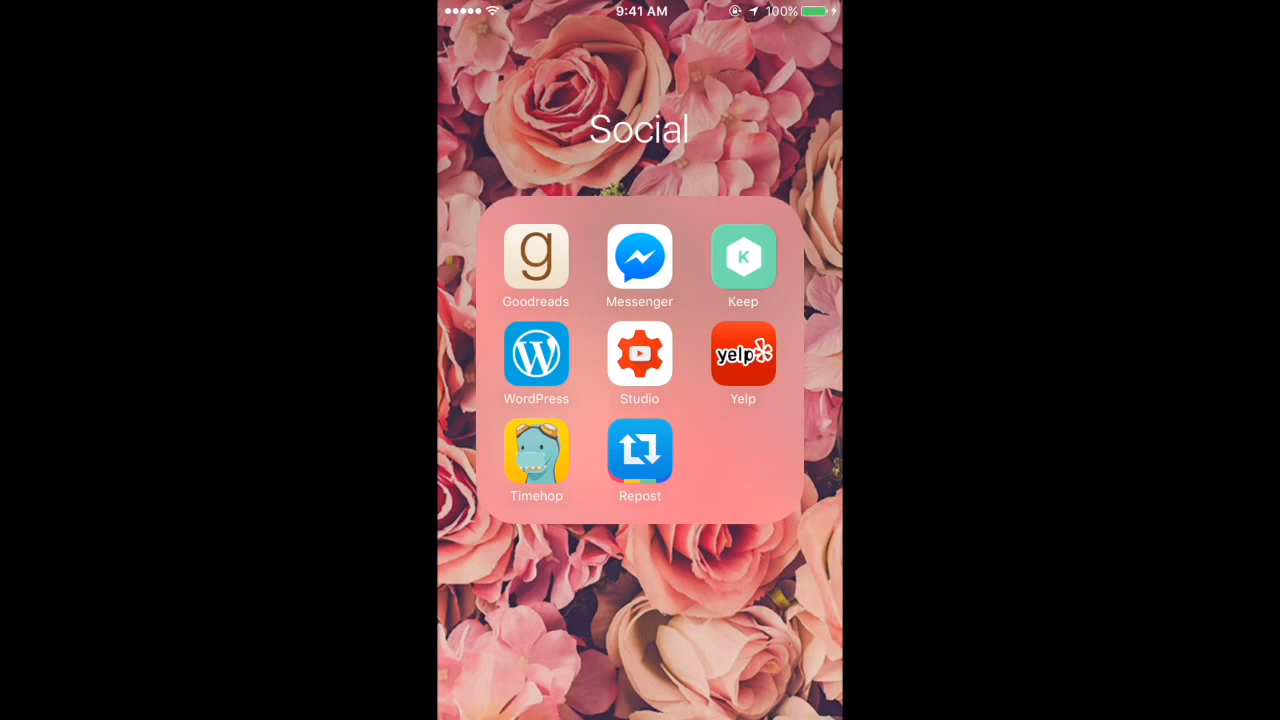 9:41 AM 100%
Social
g
K
Goodreads Messenger Keep
W
yelp
WordPress Studio Yelp
Timehop Repost